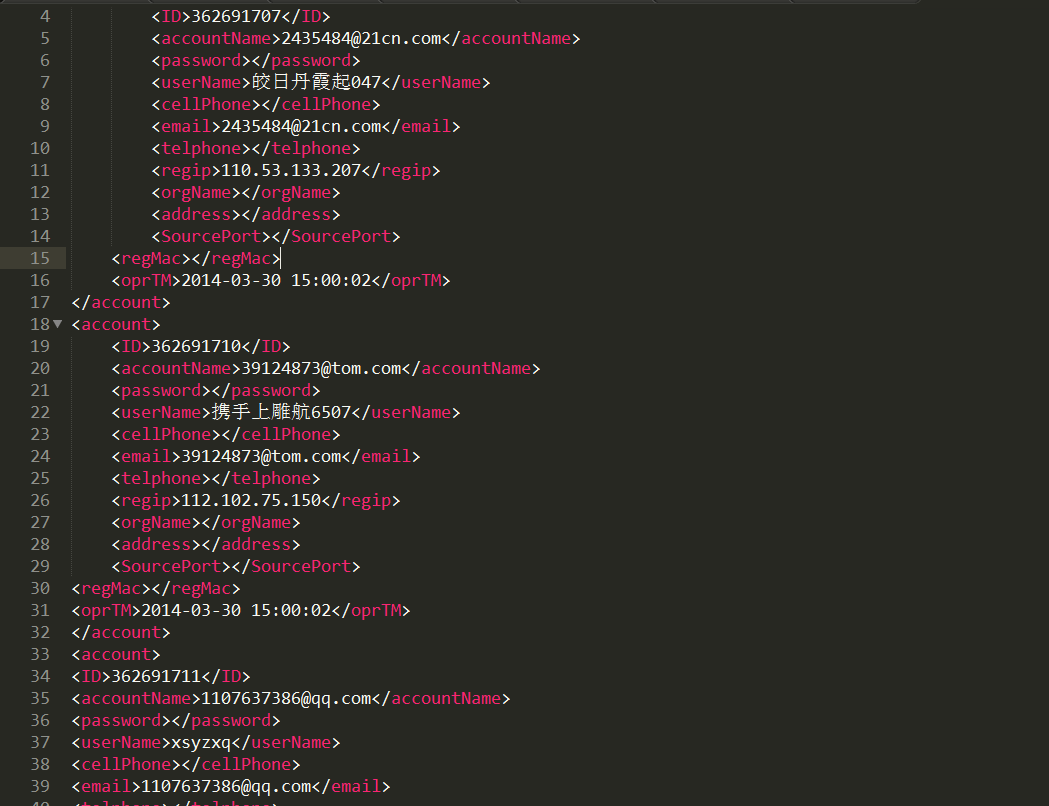 4 <ID>362691707</ID>
5 <accountName>2435484@21cn.com</accountName>
6 <password></password>
7 <userName>皎日丹霞起047</userName>
8 <cellPhone></cellPhone>
9 <email>2435484@21cn.com</email>
10 <telphone></telphone>
11 <regip>110.53.133.207</regip>
12 <orgName></orgName>
13 <address></address>
14 <SourcePort></SourcePort>
15 <regMac></regMac>
16 <oprTM>2014-03-30 15:00:02</oprTM>
17 </account>
18 <account>
19 <ID>362691710</ID>
20 <accountName>39124873@tom.com</accountName>
21 <password></password>
22 <userName>携手上雕航6507</userName>
23 <cellPhone></cellPhone>
24 <email>39124873@tom.com</email>
25 <telphone></telphone>
26 <regip>112.102.75.150</regip>
27 <orgName></orgName>
28 <address></address>
29 <SourcePort></SourcePort>
30 <regMac></regMac>
31 <oprTM>2014-03-30 15:00:02</oprTM>
32 </account>
33 <account>
34 <ID>362691711</ID>
35 <accountName>1107637386@qq.com</accountName>
36 <password></password>
37 <userName>xsyzxq</userName>
38 <cellPhone></cellPhone>
39 <email>1107637386@qq.com</email>
40 <telphone></telphone>